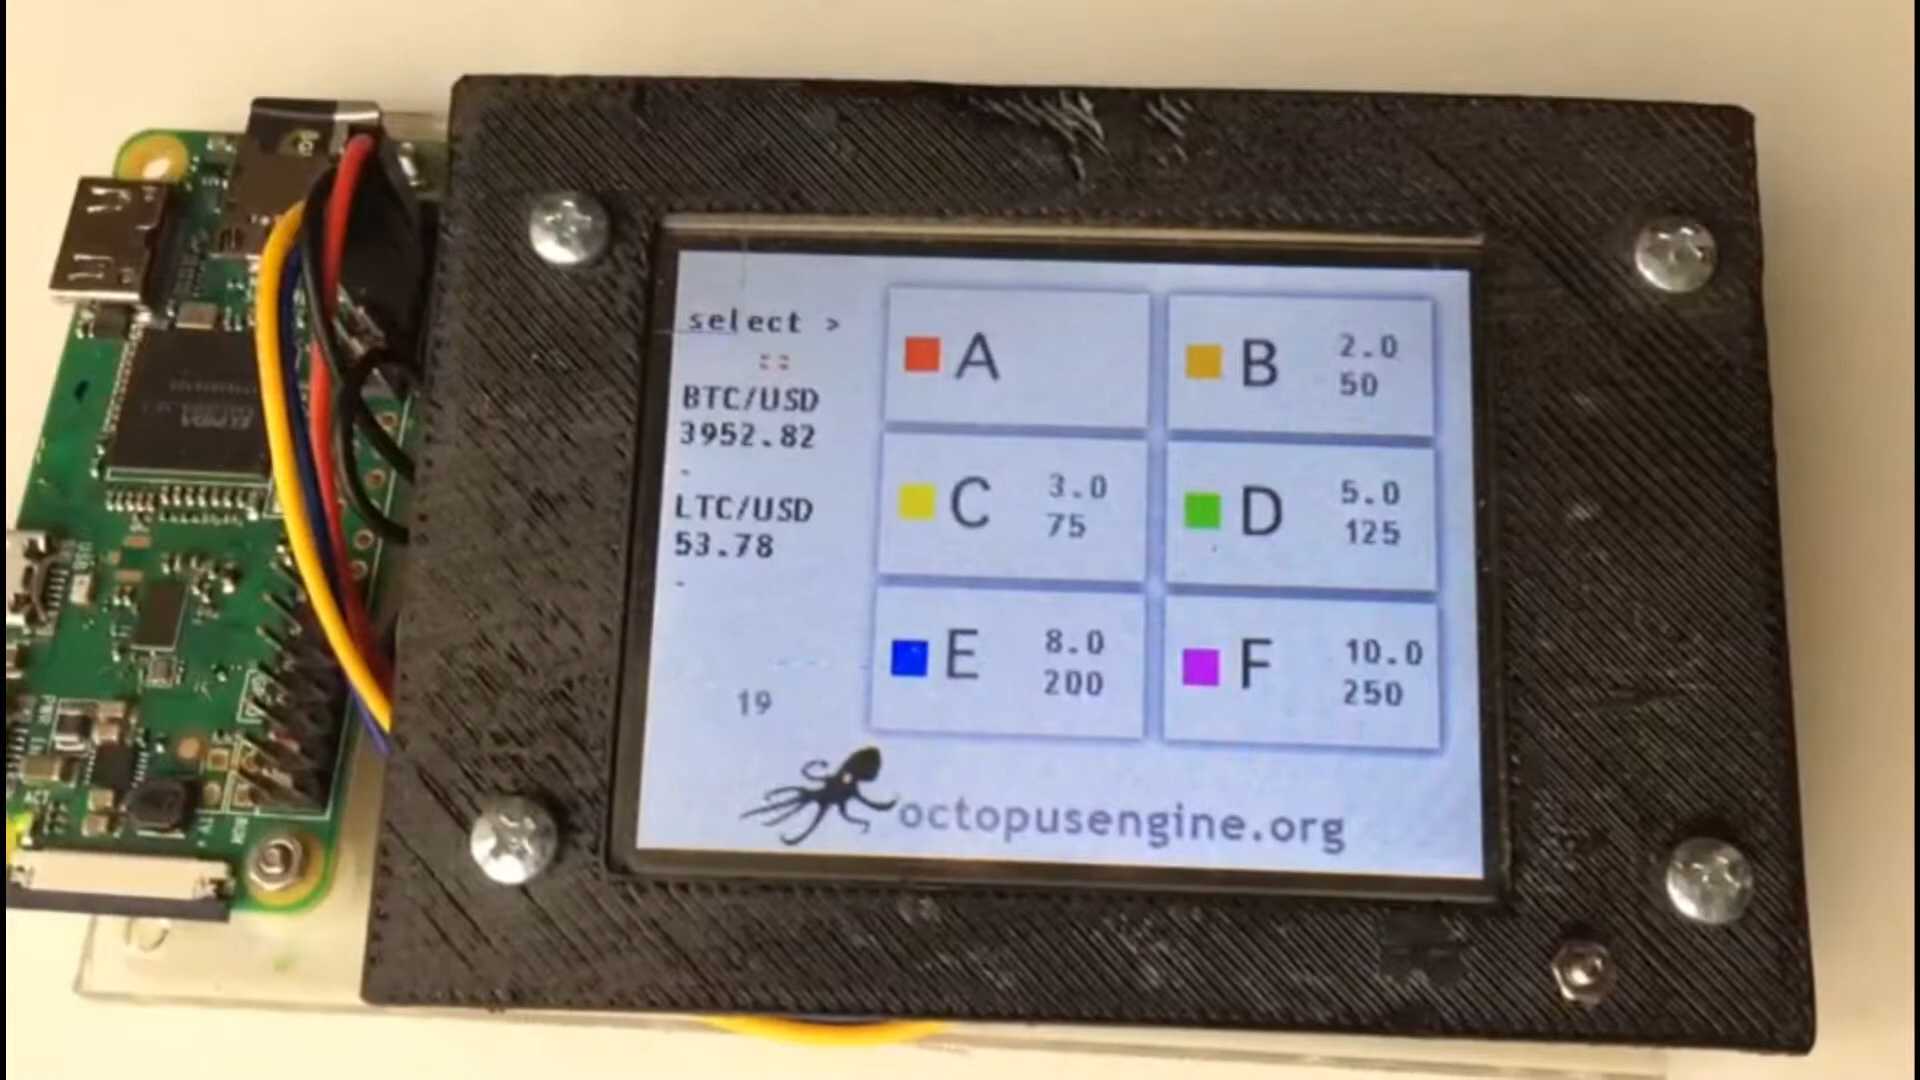 select >
::
BTC/USD
3952.82
-
LTC/USD
53.78
-
19
A
B 2.0
50
C 3.0
75
D 5.0
125
E 8.0
200
F 10.0
250
octopusengine.org